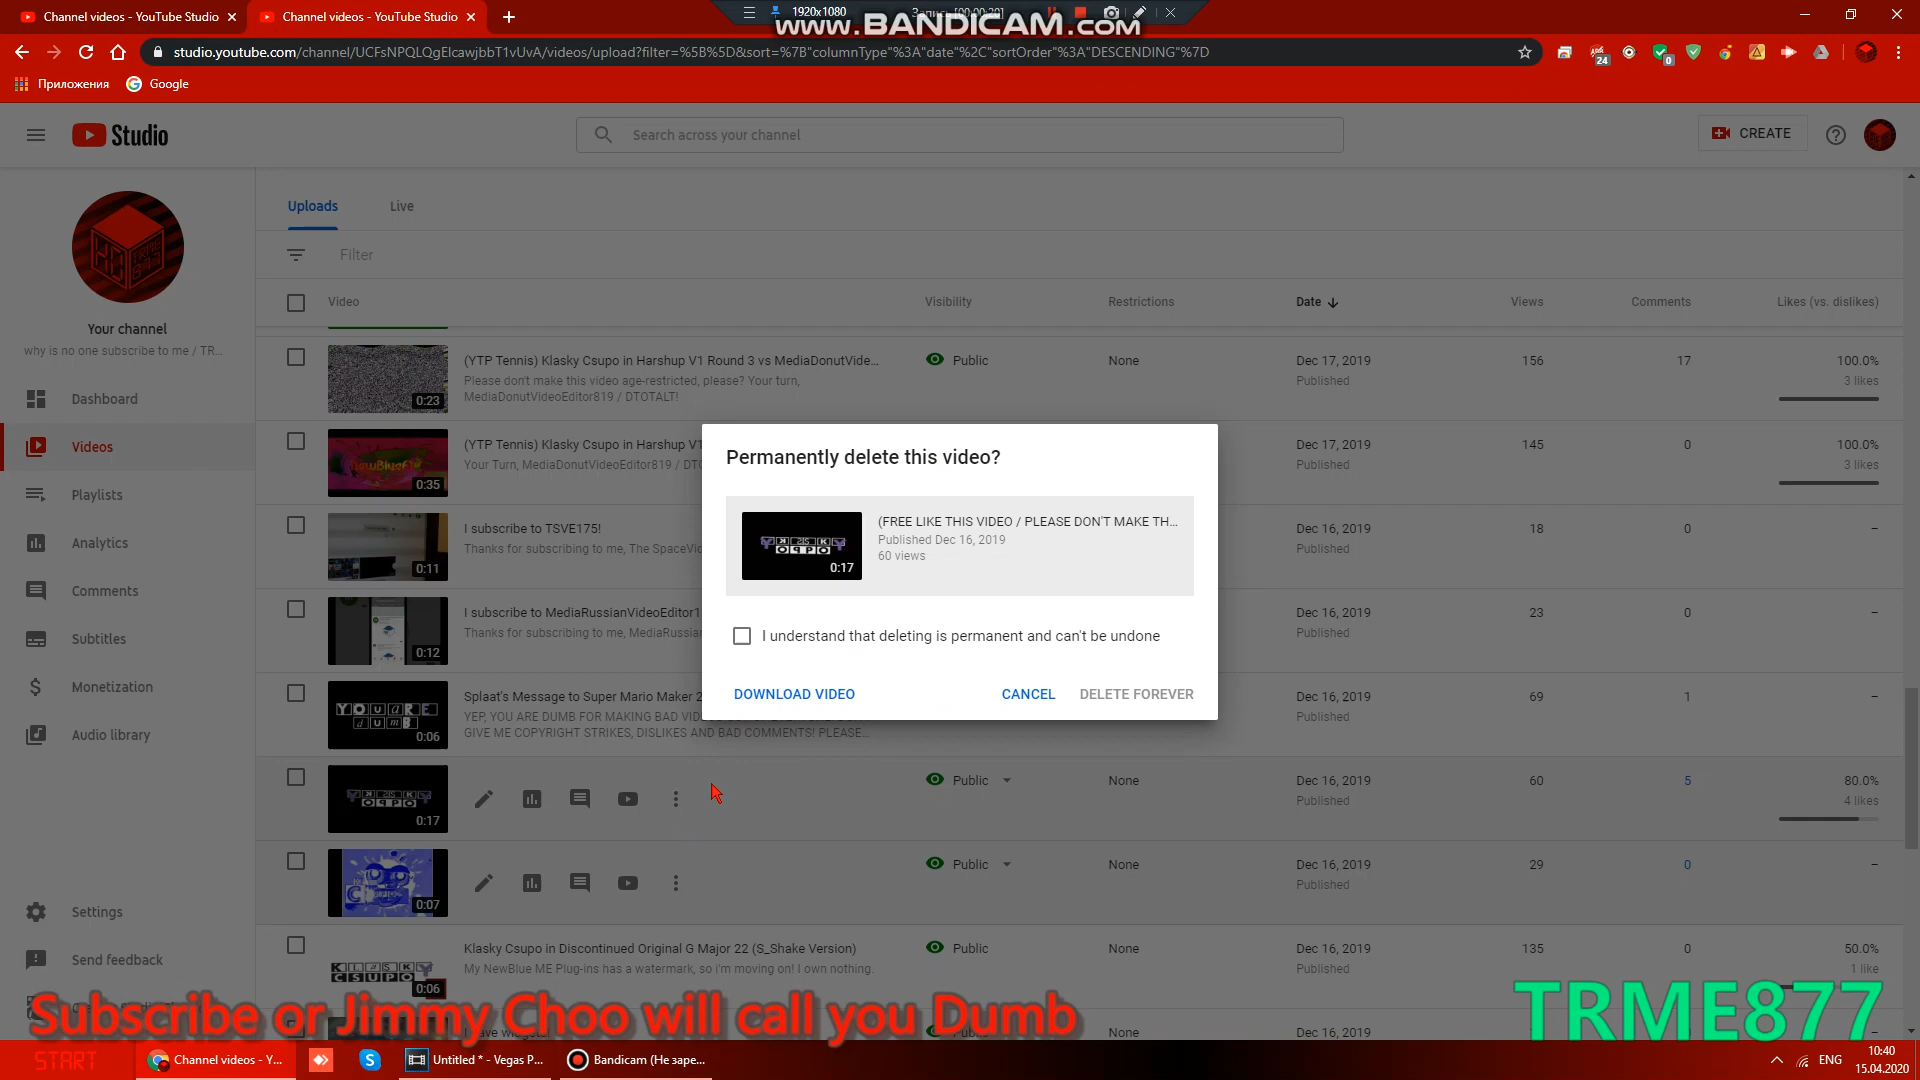 Channel videos - YouTube Studio
Channel videos - YouTube Studio
1920x1080
Запись [00:00:20]
www.BANDICAM.com
studio.youtube.com/channel/UCFsNPQLQgElcawjbbT1vUvA/videos/upload?filter=%5B%5D&sort=%7B"columnType"%3A"date"%2C"sortOrder"%3A"DESCENDING"%7D
24
0
Приложения
Google
Studio
Search across your channel
CREATE
Uploads
Live
Filter
Your channel
why is no one subscribe to me / TR...
Dashboard
Videos
Playlists
Analytics
Comments
Subtitles
Monetization
Audio library
Settings
Send feedback
Video
Visibility
Restrictions
Date
Views
Comments
Likes (vs. dislikes)
0:23
(YTP Tennis) Klasky Csupo in Harshup V1 Round 3 vs MediaDonutVide...
Please don't make this video age-restricted, please? Your turn,
MediaDonutVideoEditor819 / DTOTALT!
Public
None
Dec 17, 2019
Published
156
17
100.0%
3 likes
0:35
(YTP Tennis) Klasky Csupo in Harshup V1
Your Turn, MediaDonutVideoEditor819 / DTO
Dec 17, 2019
Published
145
0
100.0%
3 likes
0:11
I subscribe to TSVE175!
Thanks for subscribing to me, The SpaceVid
Dec 16, 2019
Published
18
0
–
0:12
I subscribe to MediaRussianVideoEditor1
Thanks for subscribing to me, MediaRussian
Dec 16, 2019
Published
23
0
–
YOUARE
dumB
0:06
Splaat's Message to Super Mario Maker 2
YEP, YOU ARE DUMB FOR MAKING BAD VID
GIVE ME COPYRIGHT STRIKES, DISLIKES AND BAD COMMENTS! PLEASE...
Dec 16, 2019
Published
69
1
–
0:17
Public
None
Dec 16, 2019
Published
60
5
80.0%
4 likes
0:07
Public
None
Dec 16, 2019
Published
29
0
–
KLASKY
CSUPO
0:06
Klasky Csupo in Discontinued Original G Major 22 (S_Shake Version)
My NewBlue ME Plug-ins has a watermark, so i'm moving on! I own nothing.
Public
None
Dec 16, 2019
Published
135
0
50.0%
1 like
None
Dec 16, 2019
Permanently delete this video?
0:17
(FREE LIKE THIS VIDEO / PLEASE DON'T MAKE TH...
Published Dec 16, 2019
60 views
I understand that deleting is permanent and can't be undone
DOWNLOAD VIDEO
CANCEL
DELETE FOREVER
Subscribe or Jimmy Choo will call you Dumb
TRME877
START
Channel videos - Y...
Untitled * - Vegas P...
Bandicam (Не заре...
ENG
10:40
15.04.2020